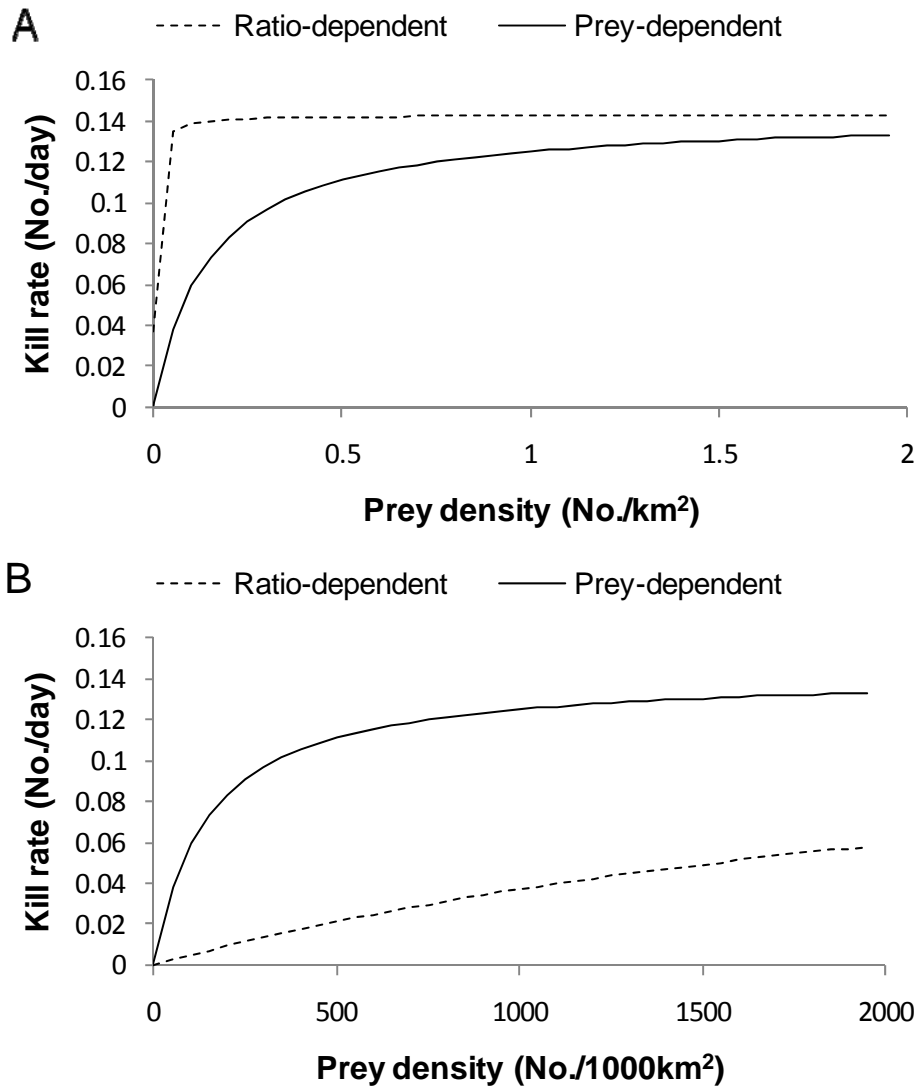 A
Ratio-dependent Prey-dependent
0.16
0.14
0.12
0.1
0.08
0.06
0.04
0.02
0
Kill rate (No./day)
0 0.5 1 1.5 2
Prey density (No./km²)
B
Ratio-dependent Prey-dependent
0.16
0.14
0.12
0.1
0.08
0.06
0.04
0.02
0
Kill rate (No./day)
0 500 1000 1500 2000
Prey density (No./1000km²)